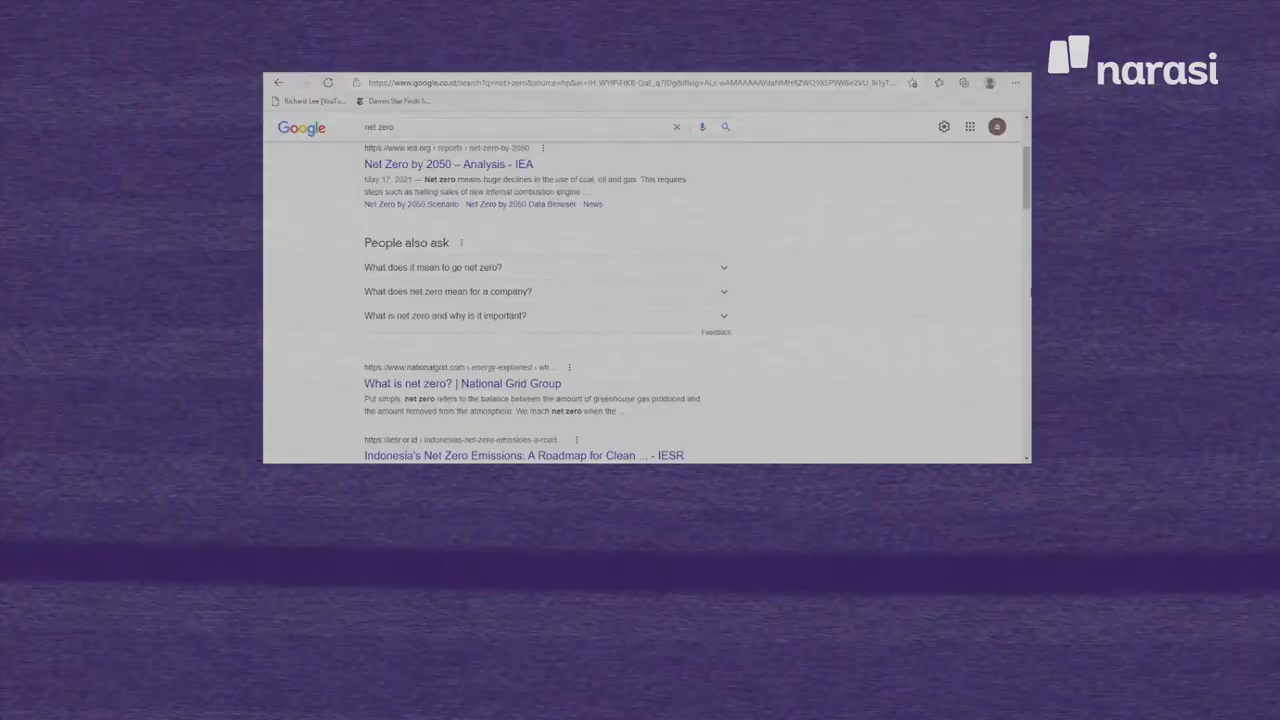 narasi
Richard Lee [YouTu...
Darren Star Finds S...
Google
net zero
https://www.iea.org › reports › net-zero-by-2050
Net Zero by 2050 – Analysis - IEA
May 17, 2021 — Net zero means huge declines in the use of coal, oil and gas. This requires
steps such as halting sales of new internal combustion engine ...
Net Zero by 2050 Scenario Net Zero by 2050 Data Browser News
People also ask
What does it mean to go net zero?
What does net zero mean for a company?
What is net zero and why is it important?
Feedback
https://www.nationalgrid.com › energy-explained › wh...
What is net zero? | National Grid Group
Put simply, net zero refers to the balance between the amount of greenhouse gas produced and
the amount removed from the atmosphere. We reach net zero when the ...
https://iesr.or.id › indonesias-net-zero-emissions-a-road...
Indonesia's Net Zero Emissions: A Roadmap for Clean ... - IESR